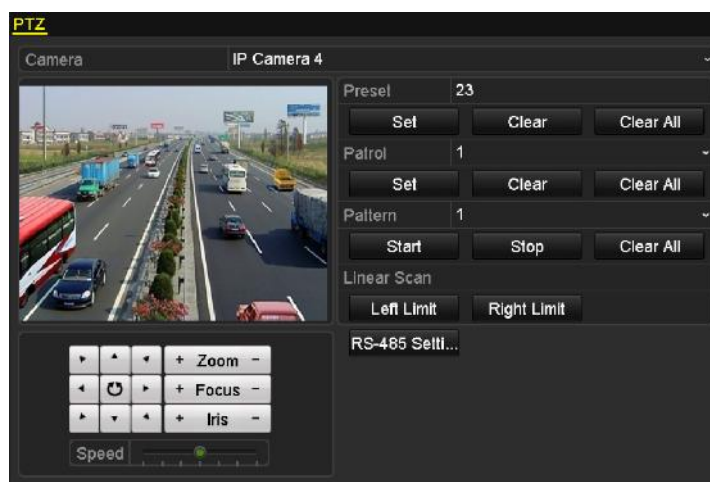 PTZ
Camera IP Camera 4
Preset 23
Set Clear Clear All
Patrol 1
Set Clear Clear All
Pattern 1
Start Stop Clear All
Linear Scan
Left Limit Right Limit
RS-485 Setti...
+ Zoom -
+ Focus -
+ Iris -
Speed